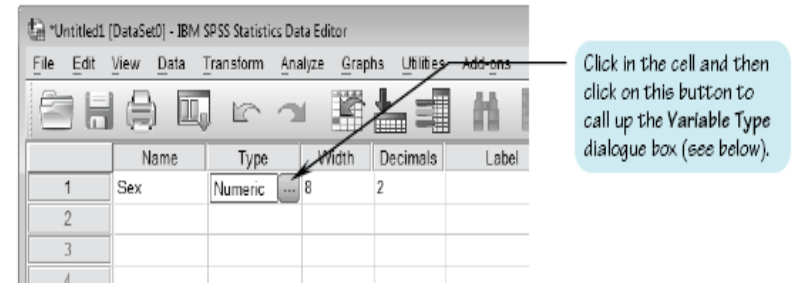 *Untitled1 [DataSet0] - IBM SPSS Statistics Data Editor
File Edit View Data Transform Analyze Graphs Utilities Add-ons
Name Type Width Decimals Label
1 Sex Numeric ... 8 2
2
3
4
Click in the cell and then
click on this button to
call up the Variable Type
dialogue box (see below).